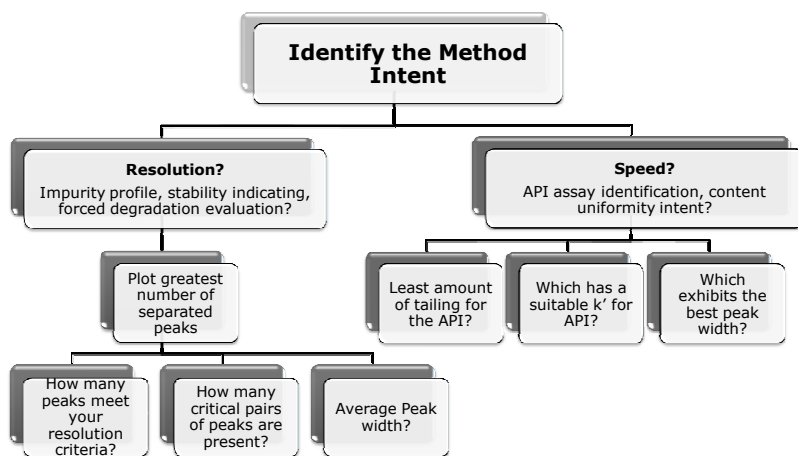 Identify the Method
Intent
Resolution?
Impurity profile, stability indicating,
forced degradation evaluation?
Speed?
API assay identification, content
uniformity intent?
Plot greatest
number of
separated
peaks
Least amount
of tailing for
the API?
Which has a
suitable k’ for
API?
Which
exhibits the
best peak
width?
How many
peaks meet
your
resolution
criteria?
How many
critical pairs
of peaks are
present?
Average Peak
width?